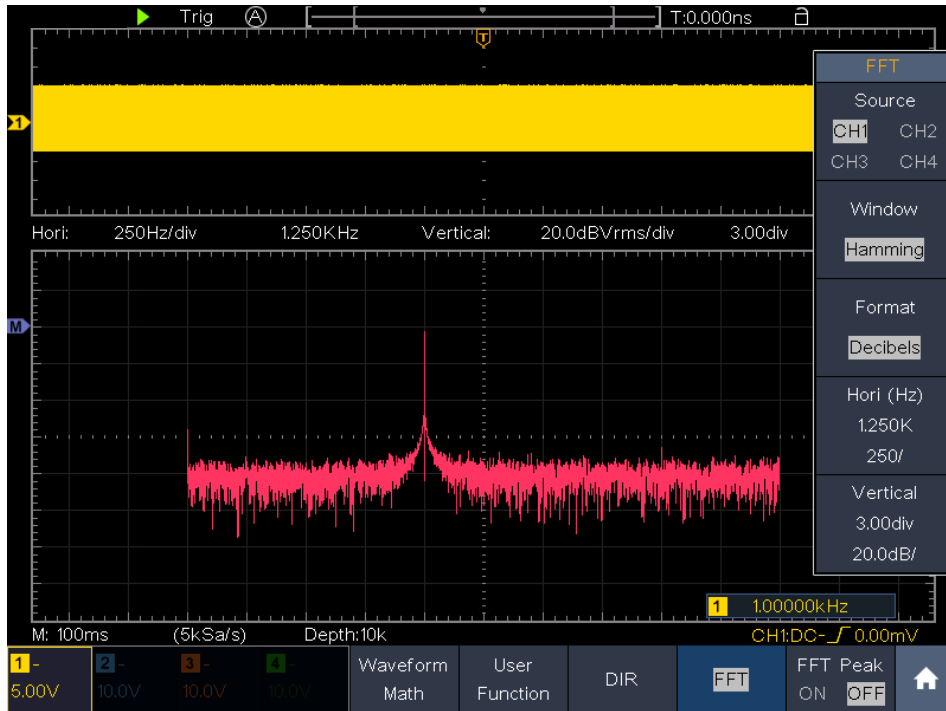 Trig A T:0.000ns
T
FFT
Source
CH1 CH2
CH3 CH4
1
Window
Hamming
Hori: 250Hz/div 1.250KHz Vertical: 20.0dBVrms/div 3.00div
Format
Decibels
M
Hori (Hz)
1.250K
250/
Vertical
3.00div
20.0dB/
1 1.00000kHz
M: 100ms (5kSa/s) Depth:10k CH1:DC- 0.00mV
1 - 2 - 3 - 4 -
5.00V 10.0V 10.0V 10.0V
Waveform
Math
User
Function
DIR
FFT
FFT Peak
ON OFF